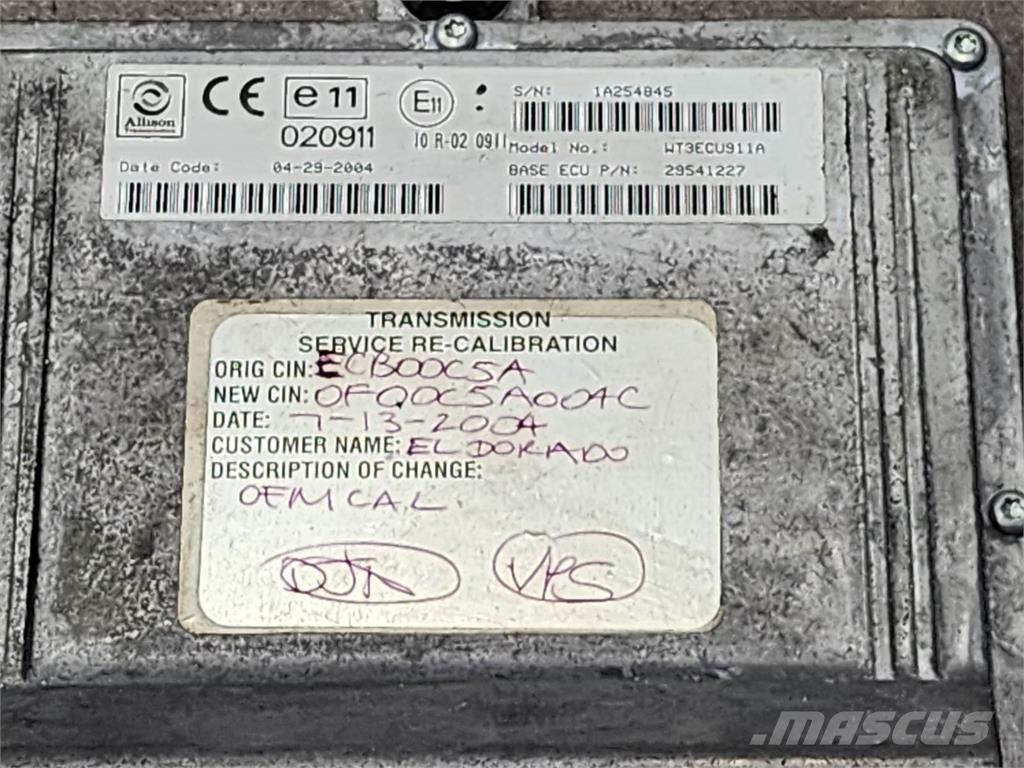 Allison
Transmission
CE
e 11
020911
E11
10 R-02 0911
S/N: 1A254845
Model No.: WT3ECU911A
Date Code: 04-29-2004
BASE ECU P/N: 29541227
TRANSMISSION
SERVICE RE-CALIBRATION
ORIG CIN: ECB00C5A
NEW CIN: 0FQ0C5A004C
DATE: 7-13-2004
CUSTOMER NAME: EL DORADO
DESCRIPTION OF CHANGE:
OEM CAL
VPS
MASCUS